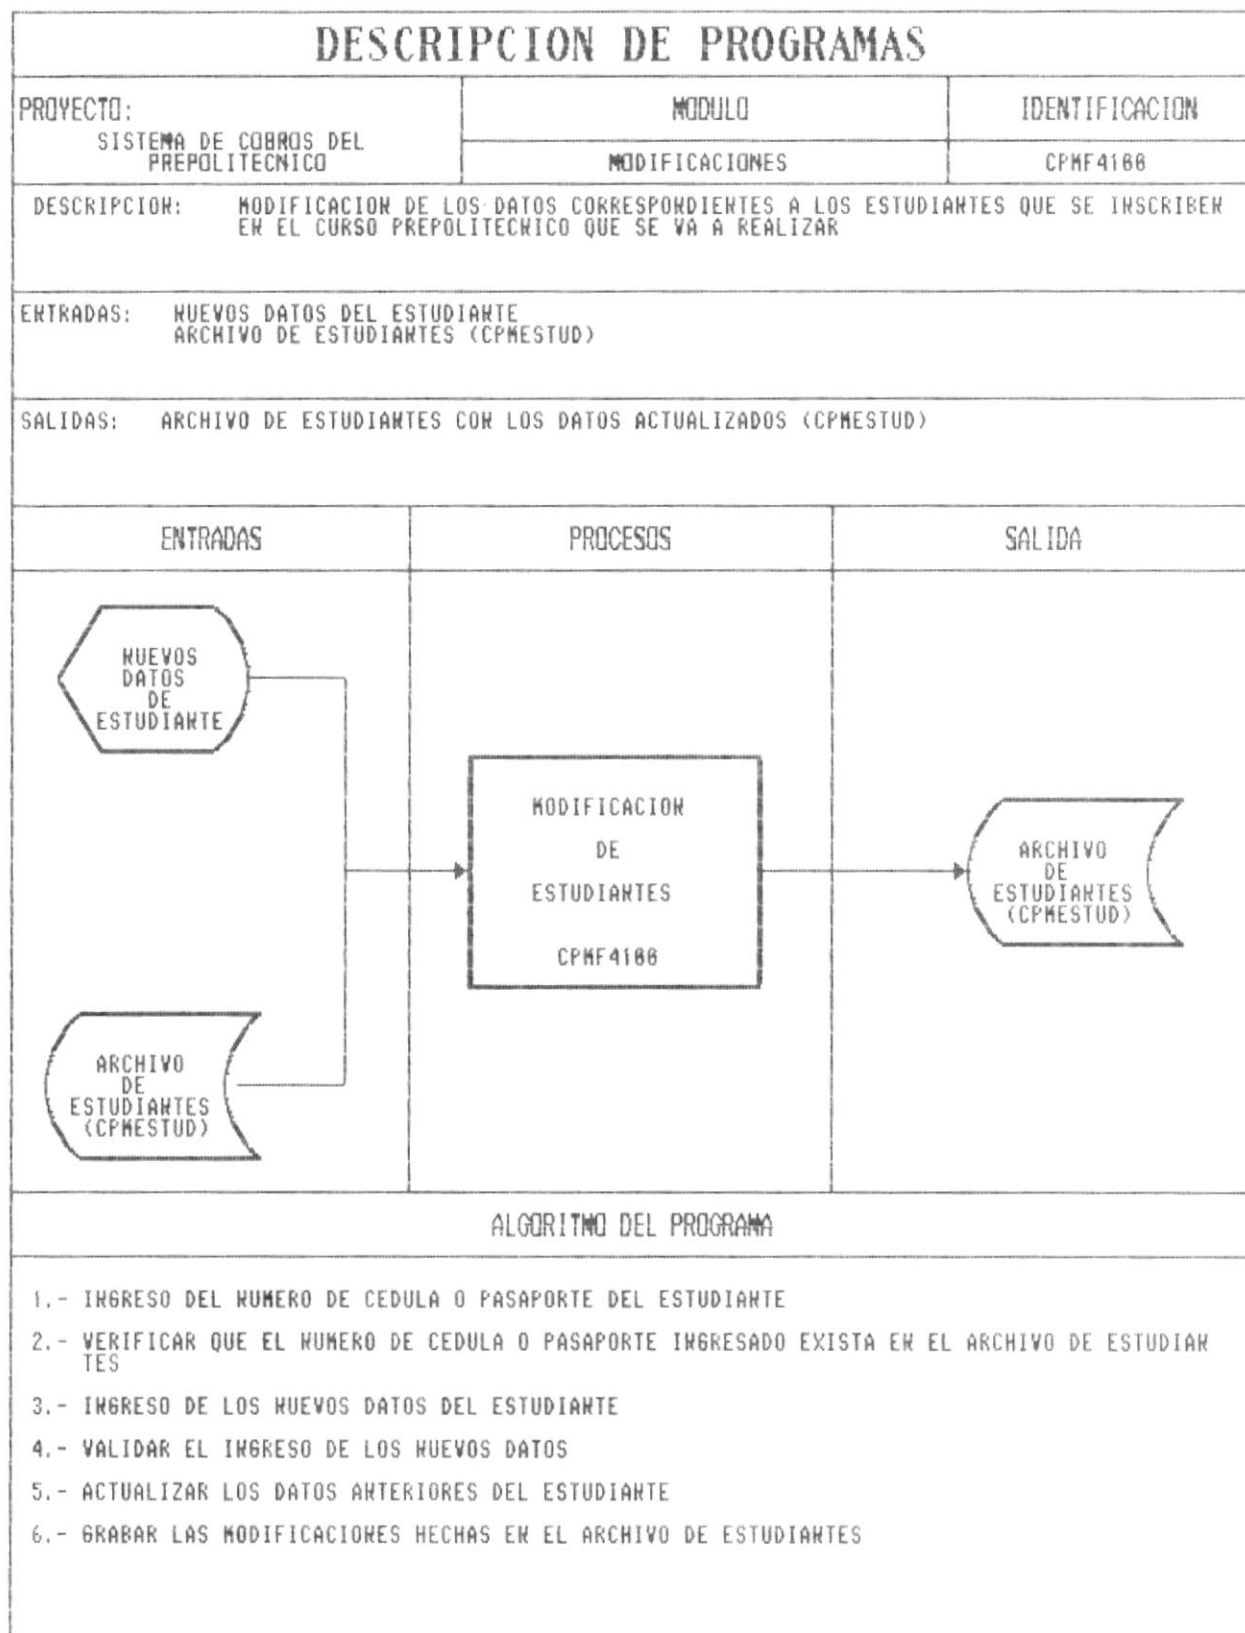 DESCRIPCION DE PROGRAMAS
PROYECTO:
SISTEMA DE COBROS DEL
PREPOLITECNICO
MODULO
MODIFICACIONES
IDENTIFICACION
CPMF4100
DESCRIPCION: MODIFICACION DE LOS DATOS CORRESPONDIENTES A LOS ESTUDIANTES QUE SE INSCRIBEN
EN EL CURSO PREPOLITECNICO QUE SE VA A REALIZAR
ENTRADAS: NUEVOS DATOS DEL ESTUDIANTE
ARCHIVO DE ESTUDIANTES (CPMESTUD)
SALIDAS: ARCHIVO DE ESTUDIANTES CON LOS DATOS ACTUALIZADOS (CPMESTUD)
ENTRADAS
PROCESOS
SALIDA
NUEVOS
DATOS
DE
ESTUDIANTE
MODIFICACION
DE
ESTUDIANTES
CPMF4100
ARCHIVO
DE
ESTUDIANTES
(CPMESTUD)
ARCHIVO
DE
ESTUDIANTES
(CPMESTUD)
ALGORITMO DEL PROGRAMA
1.- INGRESO DEL NUMERO DE CEDULA O PASAPORTE DEL ESTUDIANTE
2.- VERIFICAR QUE EL NUMERO DE CEDULA O PASAPORTE INGRESADO EXISTA EN EL ARCHIVO DE ESTUDIAN
TES
3.- INGRESO DE LOS NUEVOS DATOS DEL ESTUDIANTE
4.- VALIDAR EL INGRESO DE LOS NUEVOS DATOS
5.- ACTUALIZAR LOS DATOS ANTERIORES DEL ESTUDIANTE
6.- GRABAR LAS MODIFICACIONES HECHAS EN EL ARCHIVO DE ESTUDIANTES